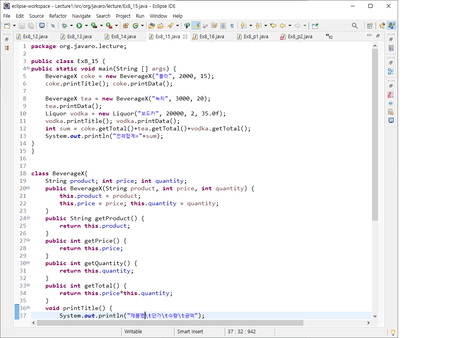 eclipse-workspace - Lecture1/src/org/javaro/lecture/Ex8_15.java - Eclipse IDE
File Edit Source Refactor Navigate Search Project Run Window Help
Ex8_12.java Ex8_13.java Ex8_14.java Ex8_15.java Ex8_16.java Ex8_p1.java Ex8_p2.java
1 package org.javaro.lecture;
2
3 public class Ex8_15 {
4 public static void main(String [] args) {
5 BeverageX coke = new BeverageX("콜라", 2000, 15);
6 coke.printTitle(); coke.printData();
7
8 BeverageX tea = new BeverageX("녹차", 3000, 20);
9 tea.printData();
10 Liquor vodka = new Liquor("보드카", 20000, 2, 35.0f);
11 vodka.printTitle(); vodka.printData();
12 int sum = coke.getTotal()+tea.getTotal()+vodka.getTotal();
13 System.out.println("전체합계="+sum);
14 }
15 }
16
17
18 class BeverageX{
19 String product; int price; int quantity;
20 public BeverageX(String product, int price, int quantity) {
21 this.product = product;
22 this.price = price; this.quantity = quantity;
23 }
24 public String getProduct() {
25 return this.product;
26 }
27 public int getPrice() {
28 return this.price;
29 }
30 public int getQuantity() {
31 return this.quantity;
32 }
33 public int getTotal() {
34 return this.price*this.quantity;
35 }
36 void printTitle() {
37 System.out.println("제품명\t단가\t수량\t금액");
Writable Smart Insert 37 : 32 : 942